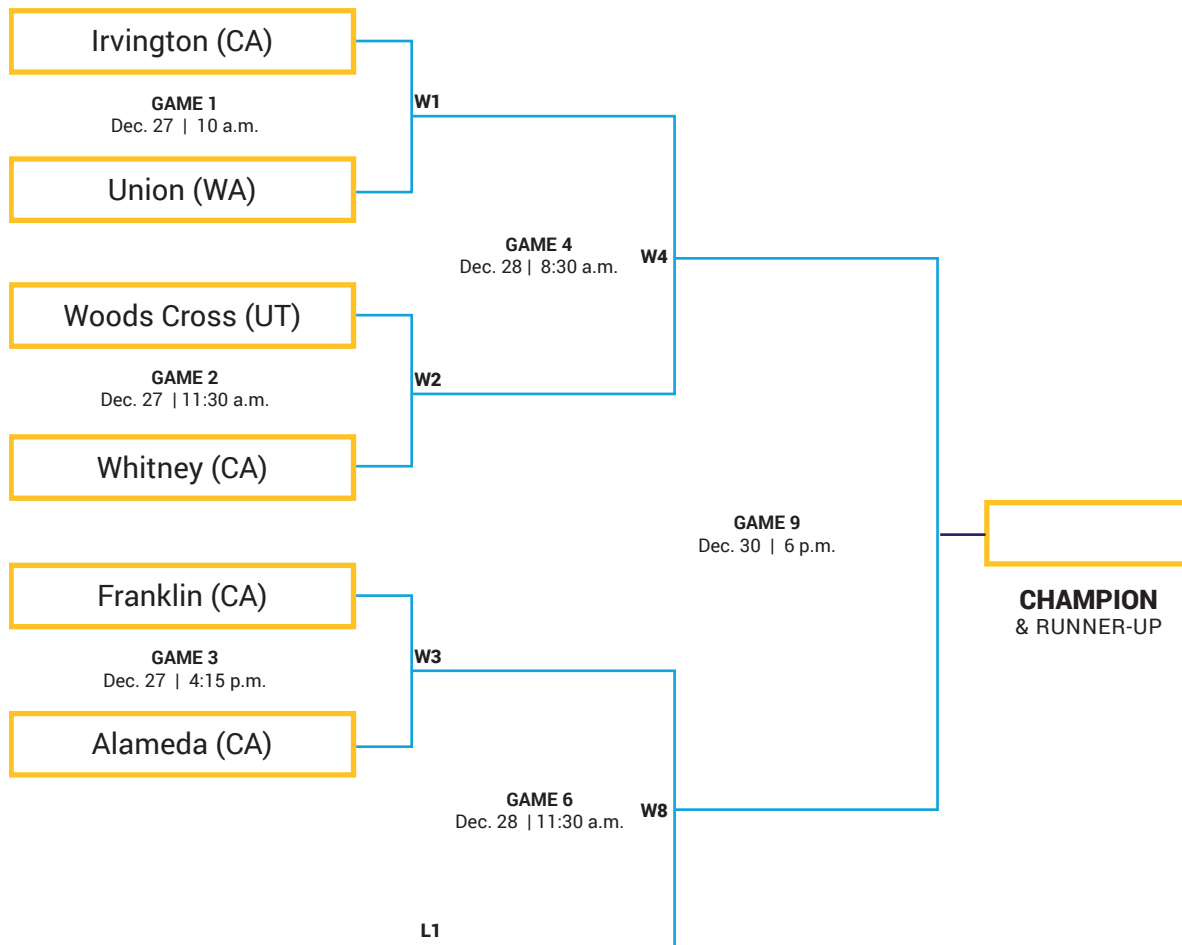 Irvington (CA)
GAME 1
Dec. 27 | 10 a.m.
W1
Union (WA)
GAME 4
Dec. 28 | 8:30 a.m.
W4
Woods Cross (UT)
GAME 2
Dec. 27 | 11:30 a.m.
W2
Whitney (CA)
GAME 9
Dec. 30 | 6 p.m.
CHAMPION
& RUNNER-UP
Franklin (CA)
GAME 3
Dec. 27 | 4:15 p.m.
W3
Alameda (CA)
GAME 6
Dec. 28 | 11:30 a.m.
W8
L1